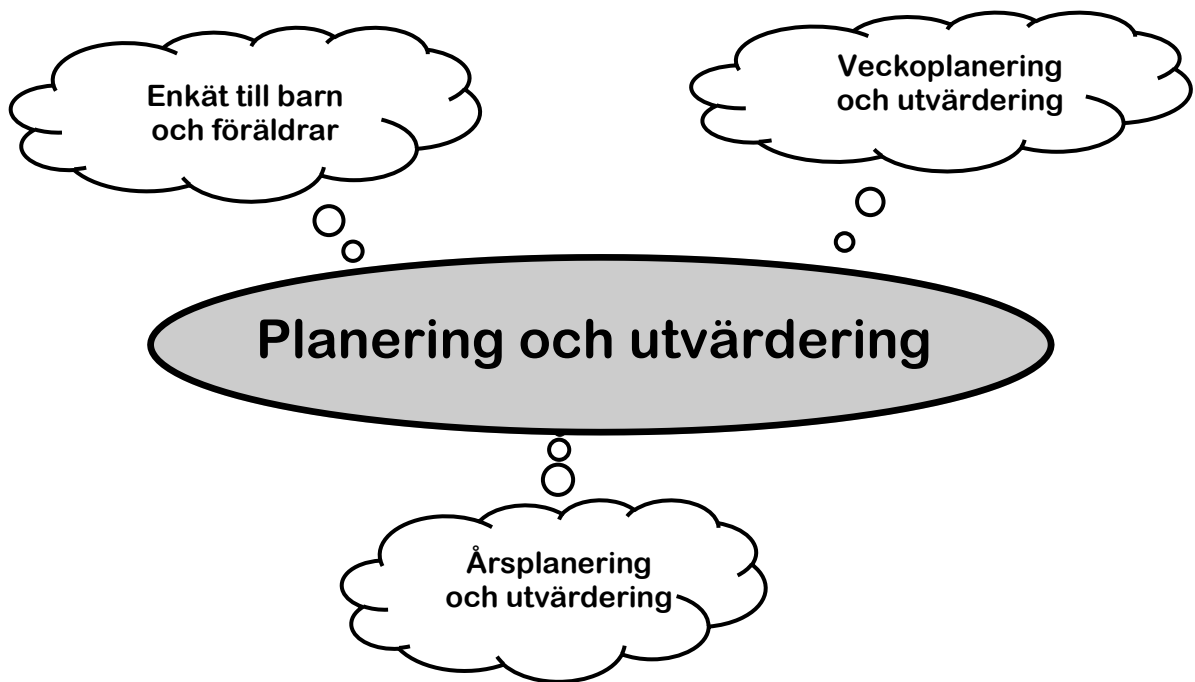 Enkät till barn
och föräldrar
Veckoplanering
och utvärdering
Planering och utvärdering
Årsplanering
och utvärdering